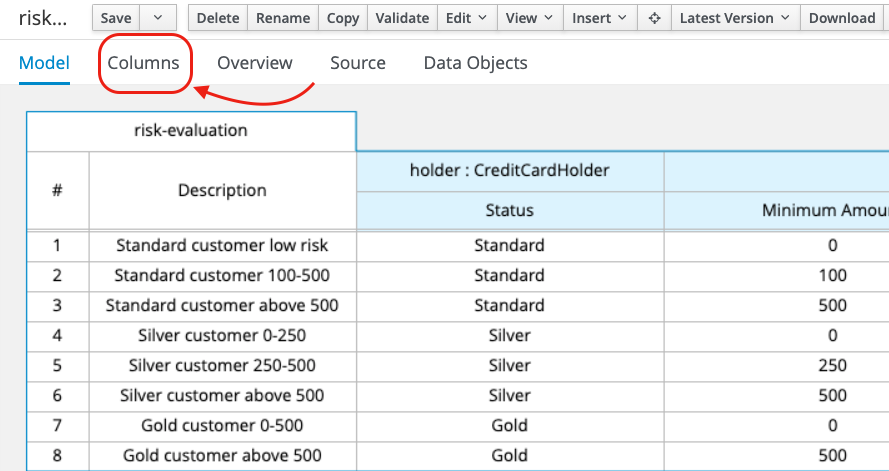 risk... Save Delete Rename Copy Validate Edit View Insert Latest Version Download
Model Columns Overview Source Data Objects
risk-evaluation
# Description holder : CreditCardHolder
Status Minimum Amou
1 Standard customer low risk Standard 0
2 Standard customer 100-500 Standard 100
3 Standard customer above 500 Standard 500
4 Silver customer 0-250 Silver 0
5 Silver customer 250-500 Silver 250
6 Silver customer above 500 Silver 500
7 Gold customer 0-500 Gold 0
8 Gold customer above 500 Gold 500